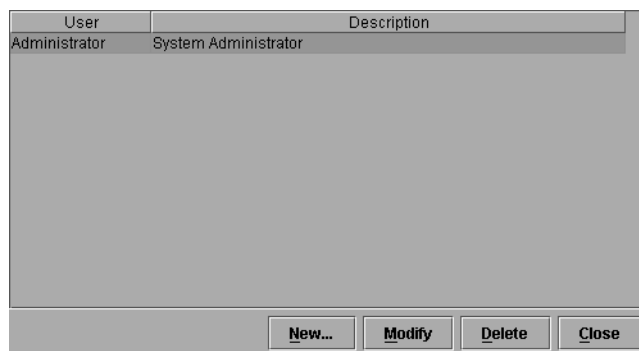 User Description
Administrator System Administrator
New... Modify Delete Close